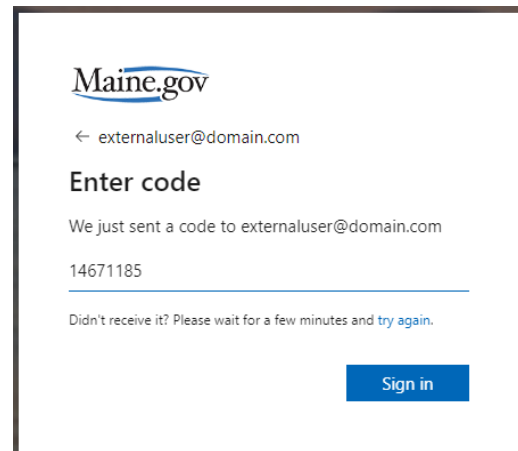 Maine.gov
← externaluser@domain.com
Enter code
We just sent a code to externaluser@domain.com
14671185
Didn't receive it? Please wait for a few minutes and try again.
Sign in